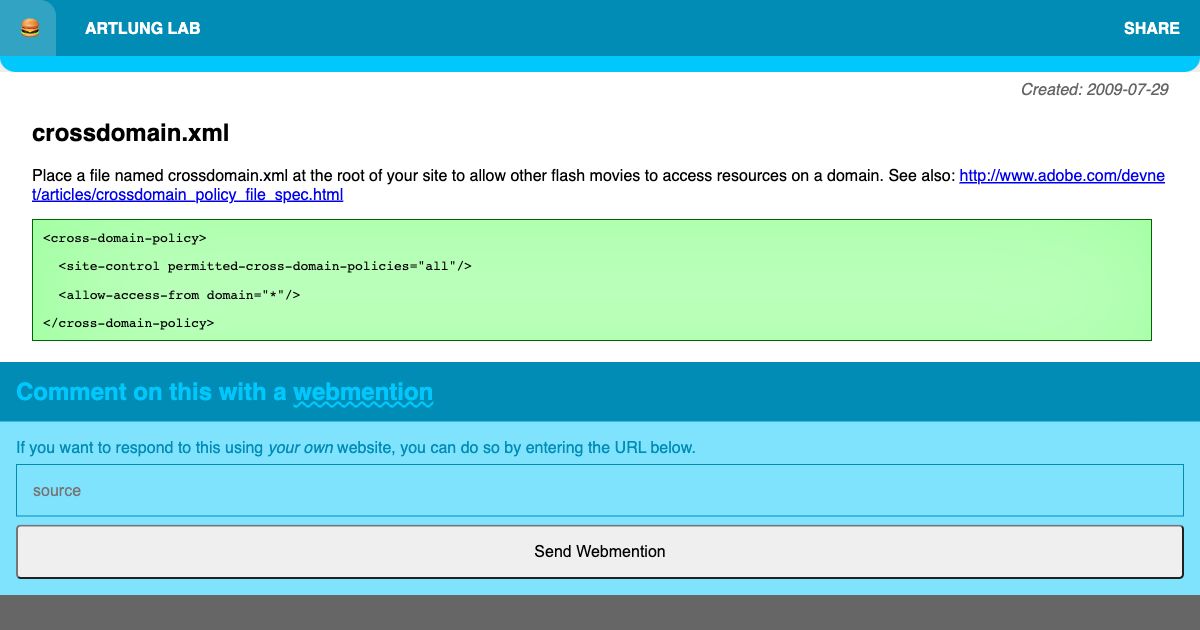 ARTLUNG LAB
SHARE
Created: 2009-07-29
crossdomain.xml
Place a file named crossdomain.xml at the root of your site to allow other flash movies to access resources on a domain. See also: http://www.adobe.com/devne
t/articles/crossdomain_policy_file_spec.html
<cross-domain-policy>
  <site-control permitted-cross-domain-policies="all"/>
  <allow-access-from domain="*"/>
</cross-domain-policy>
Comment on this with a webmention
If you want to respond to this using your own website, you can do so by entering the URL below.
source
Send Webmention